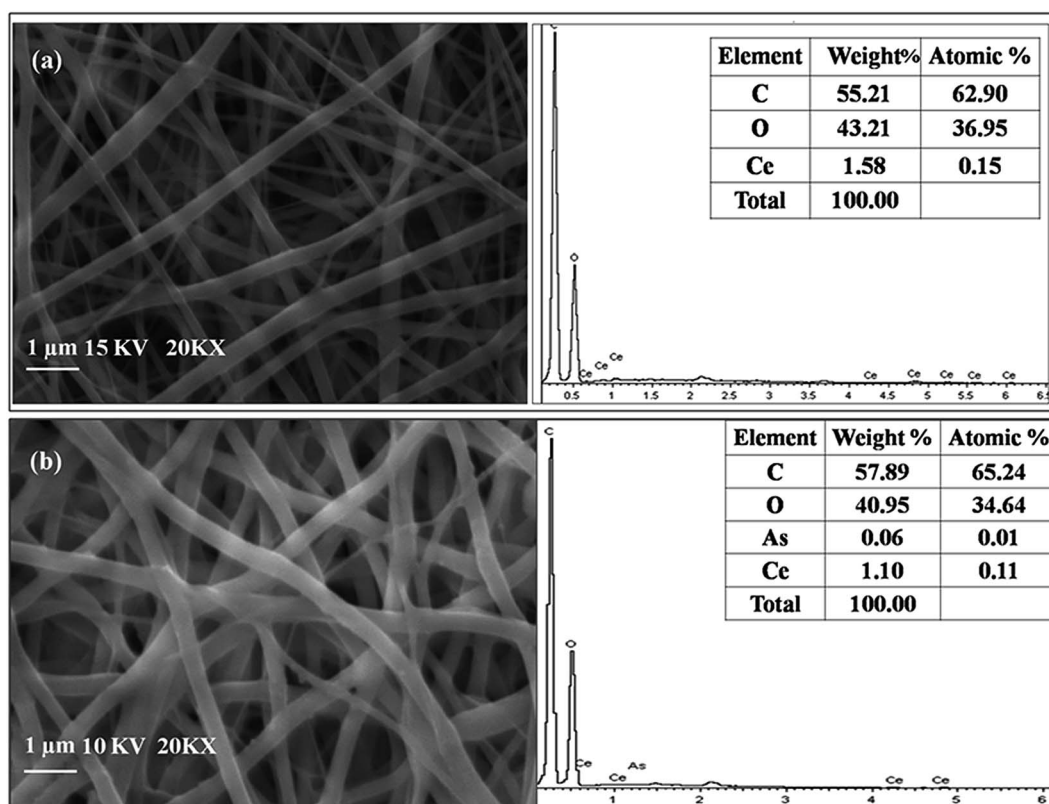 (a)
1 µm 15 KV 20KX
C
O
Ce Ce Ce Ce Ce Ce Ce Ce
0.5 1 1.5 2 2.5 3 3.5 4 4.5 5 5.5 6 6.5
Element Weight% Atomic %
C 55.21 62.90
O 43.21 36.95
Ce 1.58 0.15
Total 100.00
(b)
1 µm 10 KV 20KX
C
O
Ce Ce As Ce Ce
1 2 3 4 5 6
Element Weight % Atomic %
C 57.89 65.24
O 40.95 34.64
As 0.06 0.01
Ce 1.10 0.11
Total 100.00